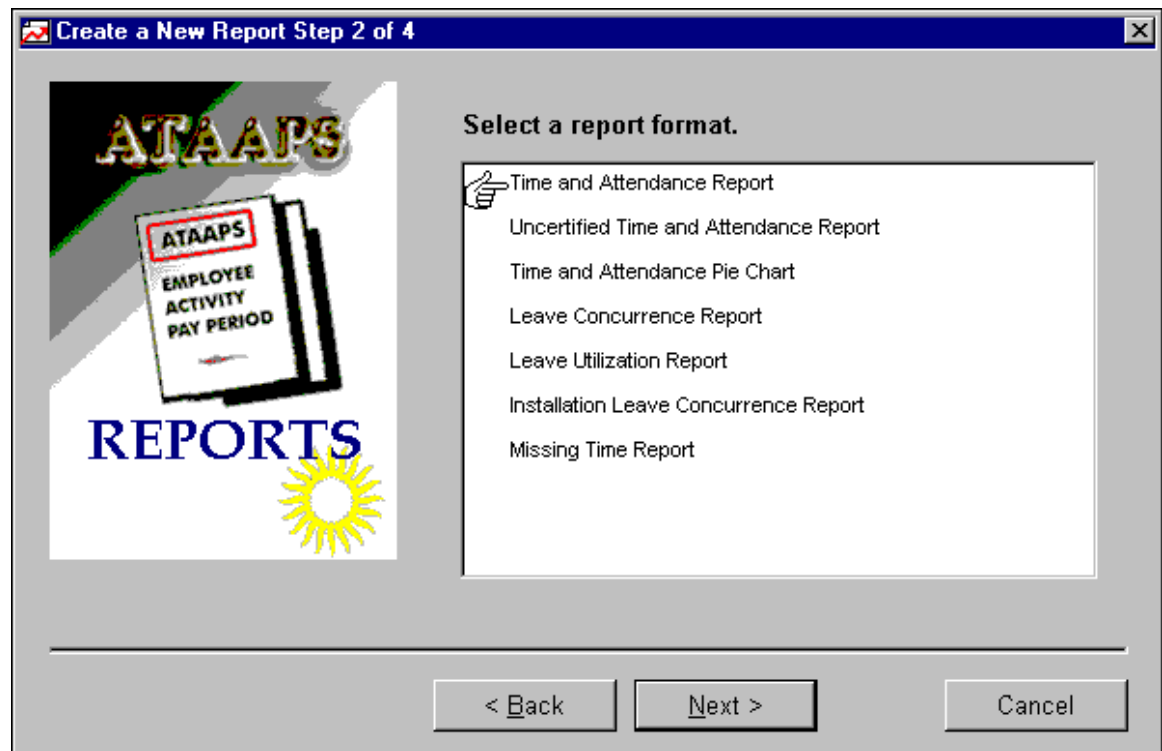 Create a New Report Step 2 of 4
ATAAPS
ATAAPS
EMPLOYEE
ACTIVITY
PAY PERIOD
REPORTS
Select a report format.
Time and Attendance Report
Uncertified Time and Attendance Report
Time and Attendance Pie Chart
Leave Concurrence Report
Leave Utilization Report
Installation Leave Concurrence Report
Missing Time Report
< Back
Next >
Cancel